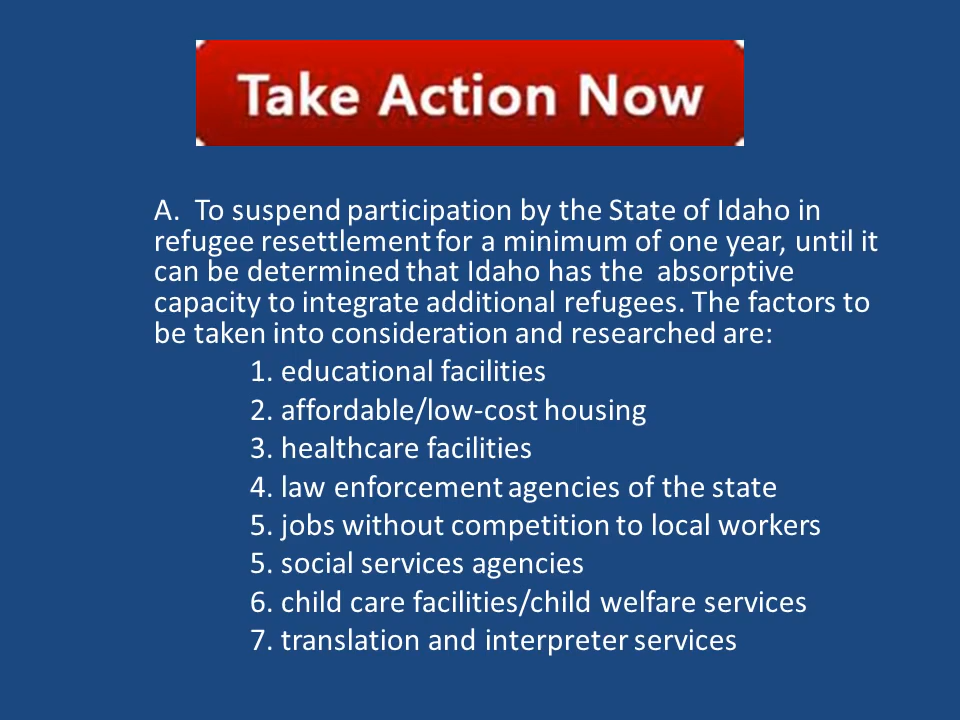 Take Action Now
A. To suspend participation by the State of Idaho in
refugee resettlement for a minimum of one year, until it
can be determined that Idaho has the absorptive
capacity to integrate additional refugees. The factors to
be taken into consideration and researched are:
1. educational facilities
2. affordable/low-cost housing
3. healthcare facilities
4. law enforcement agencies of the state
5. jobs without competition to local workers
5. social services agencies
6. child care facilities/child welfare services
7. translation and interpreter services